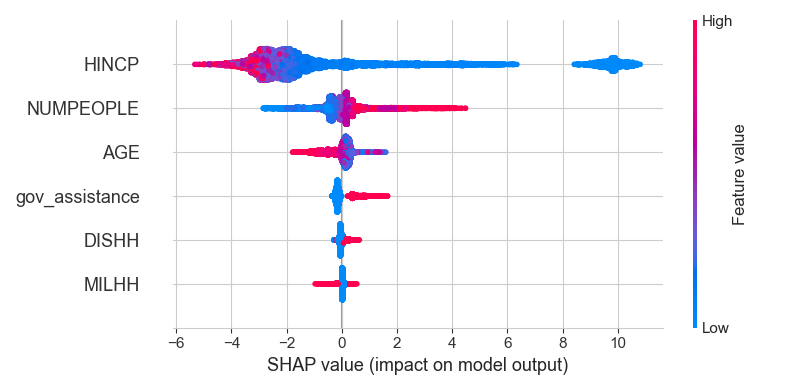 High
HINCP
NUMPEOPLE
AGE
gov_assistance
DISHH
MILHH
Feature value
Low
−6 −4 −2 0 2 4 6 8 10
SHAP value (impact on model output)